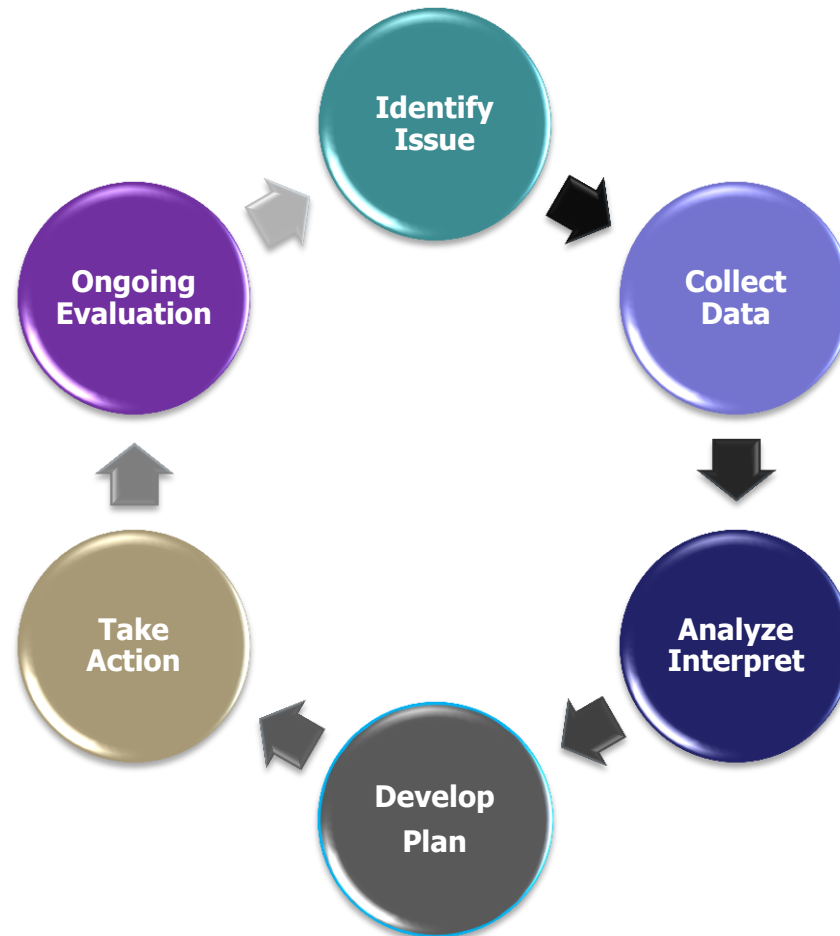 Identify
Issue
Collect
Data
Analyze
Interpret
Develop
Plan
Take
Action
Ongoing
Evaluation